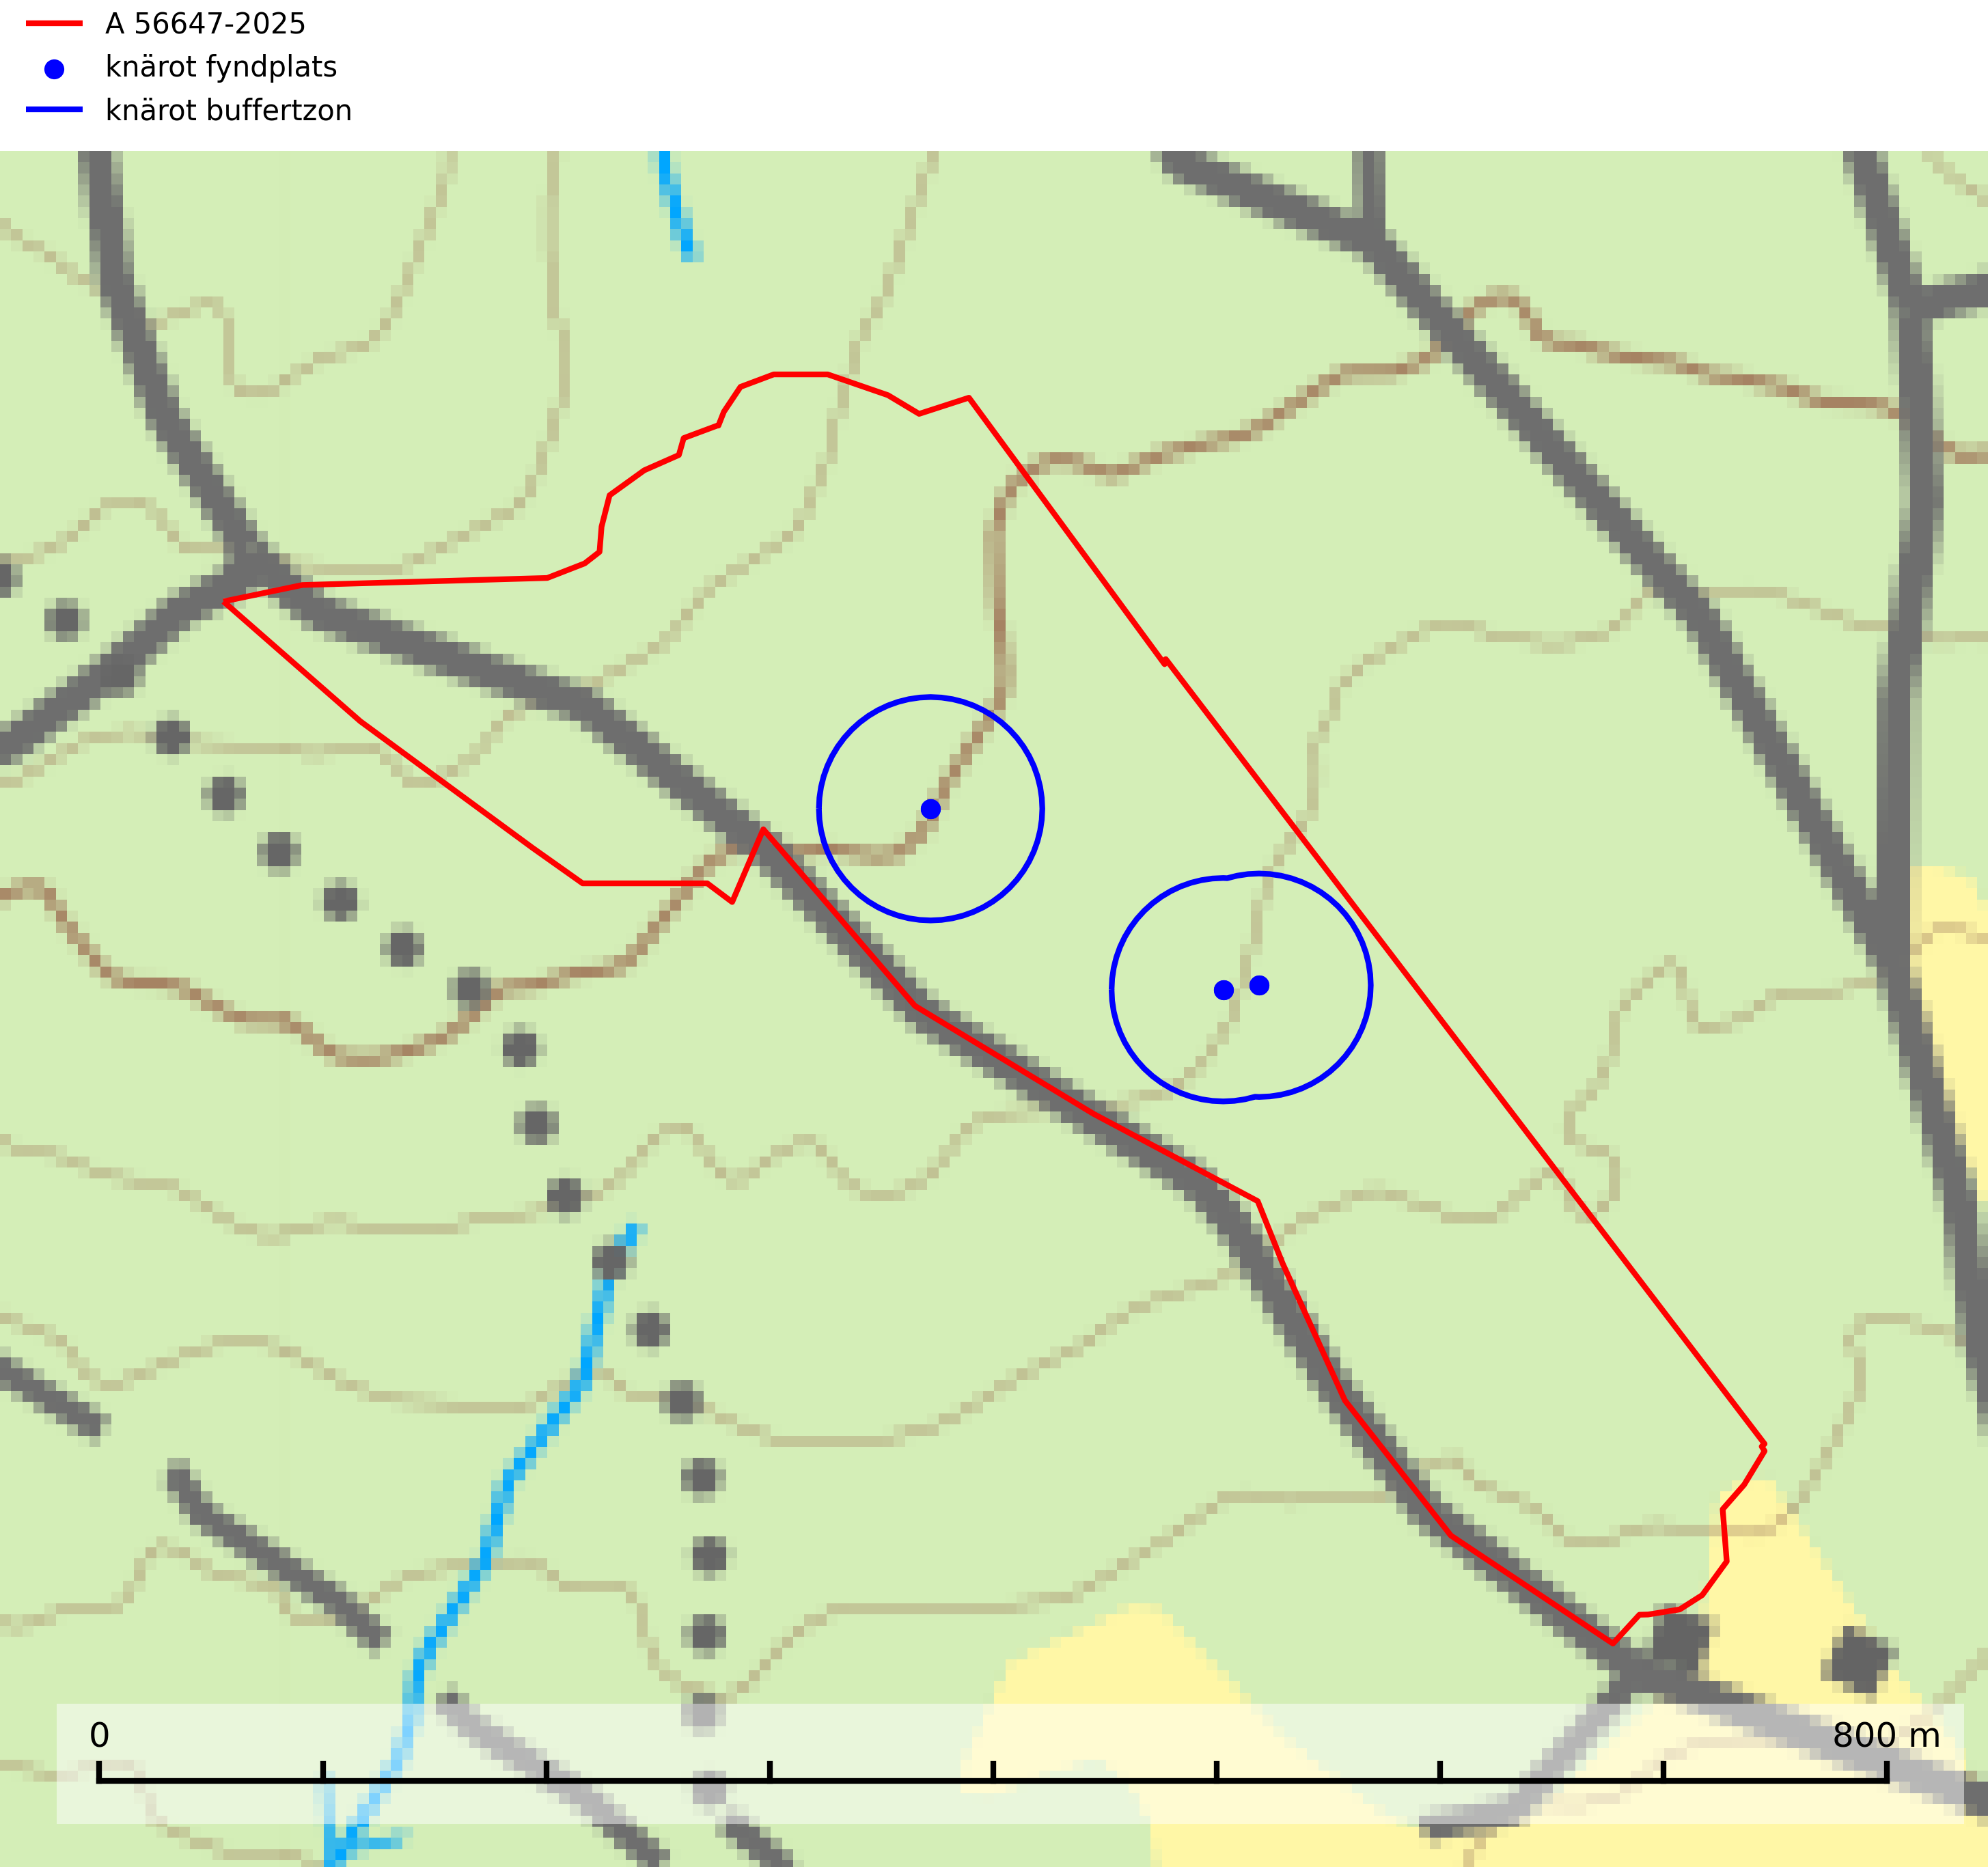 A 56647-2025
knärot fyndplats
knärot buffertzon
0 800 m